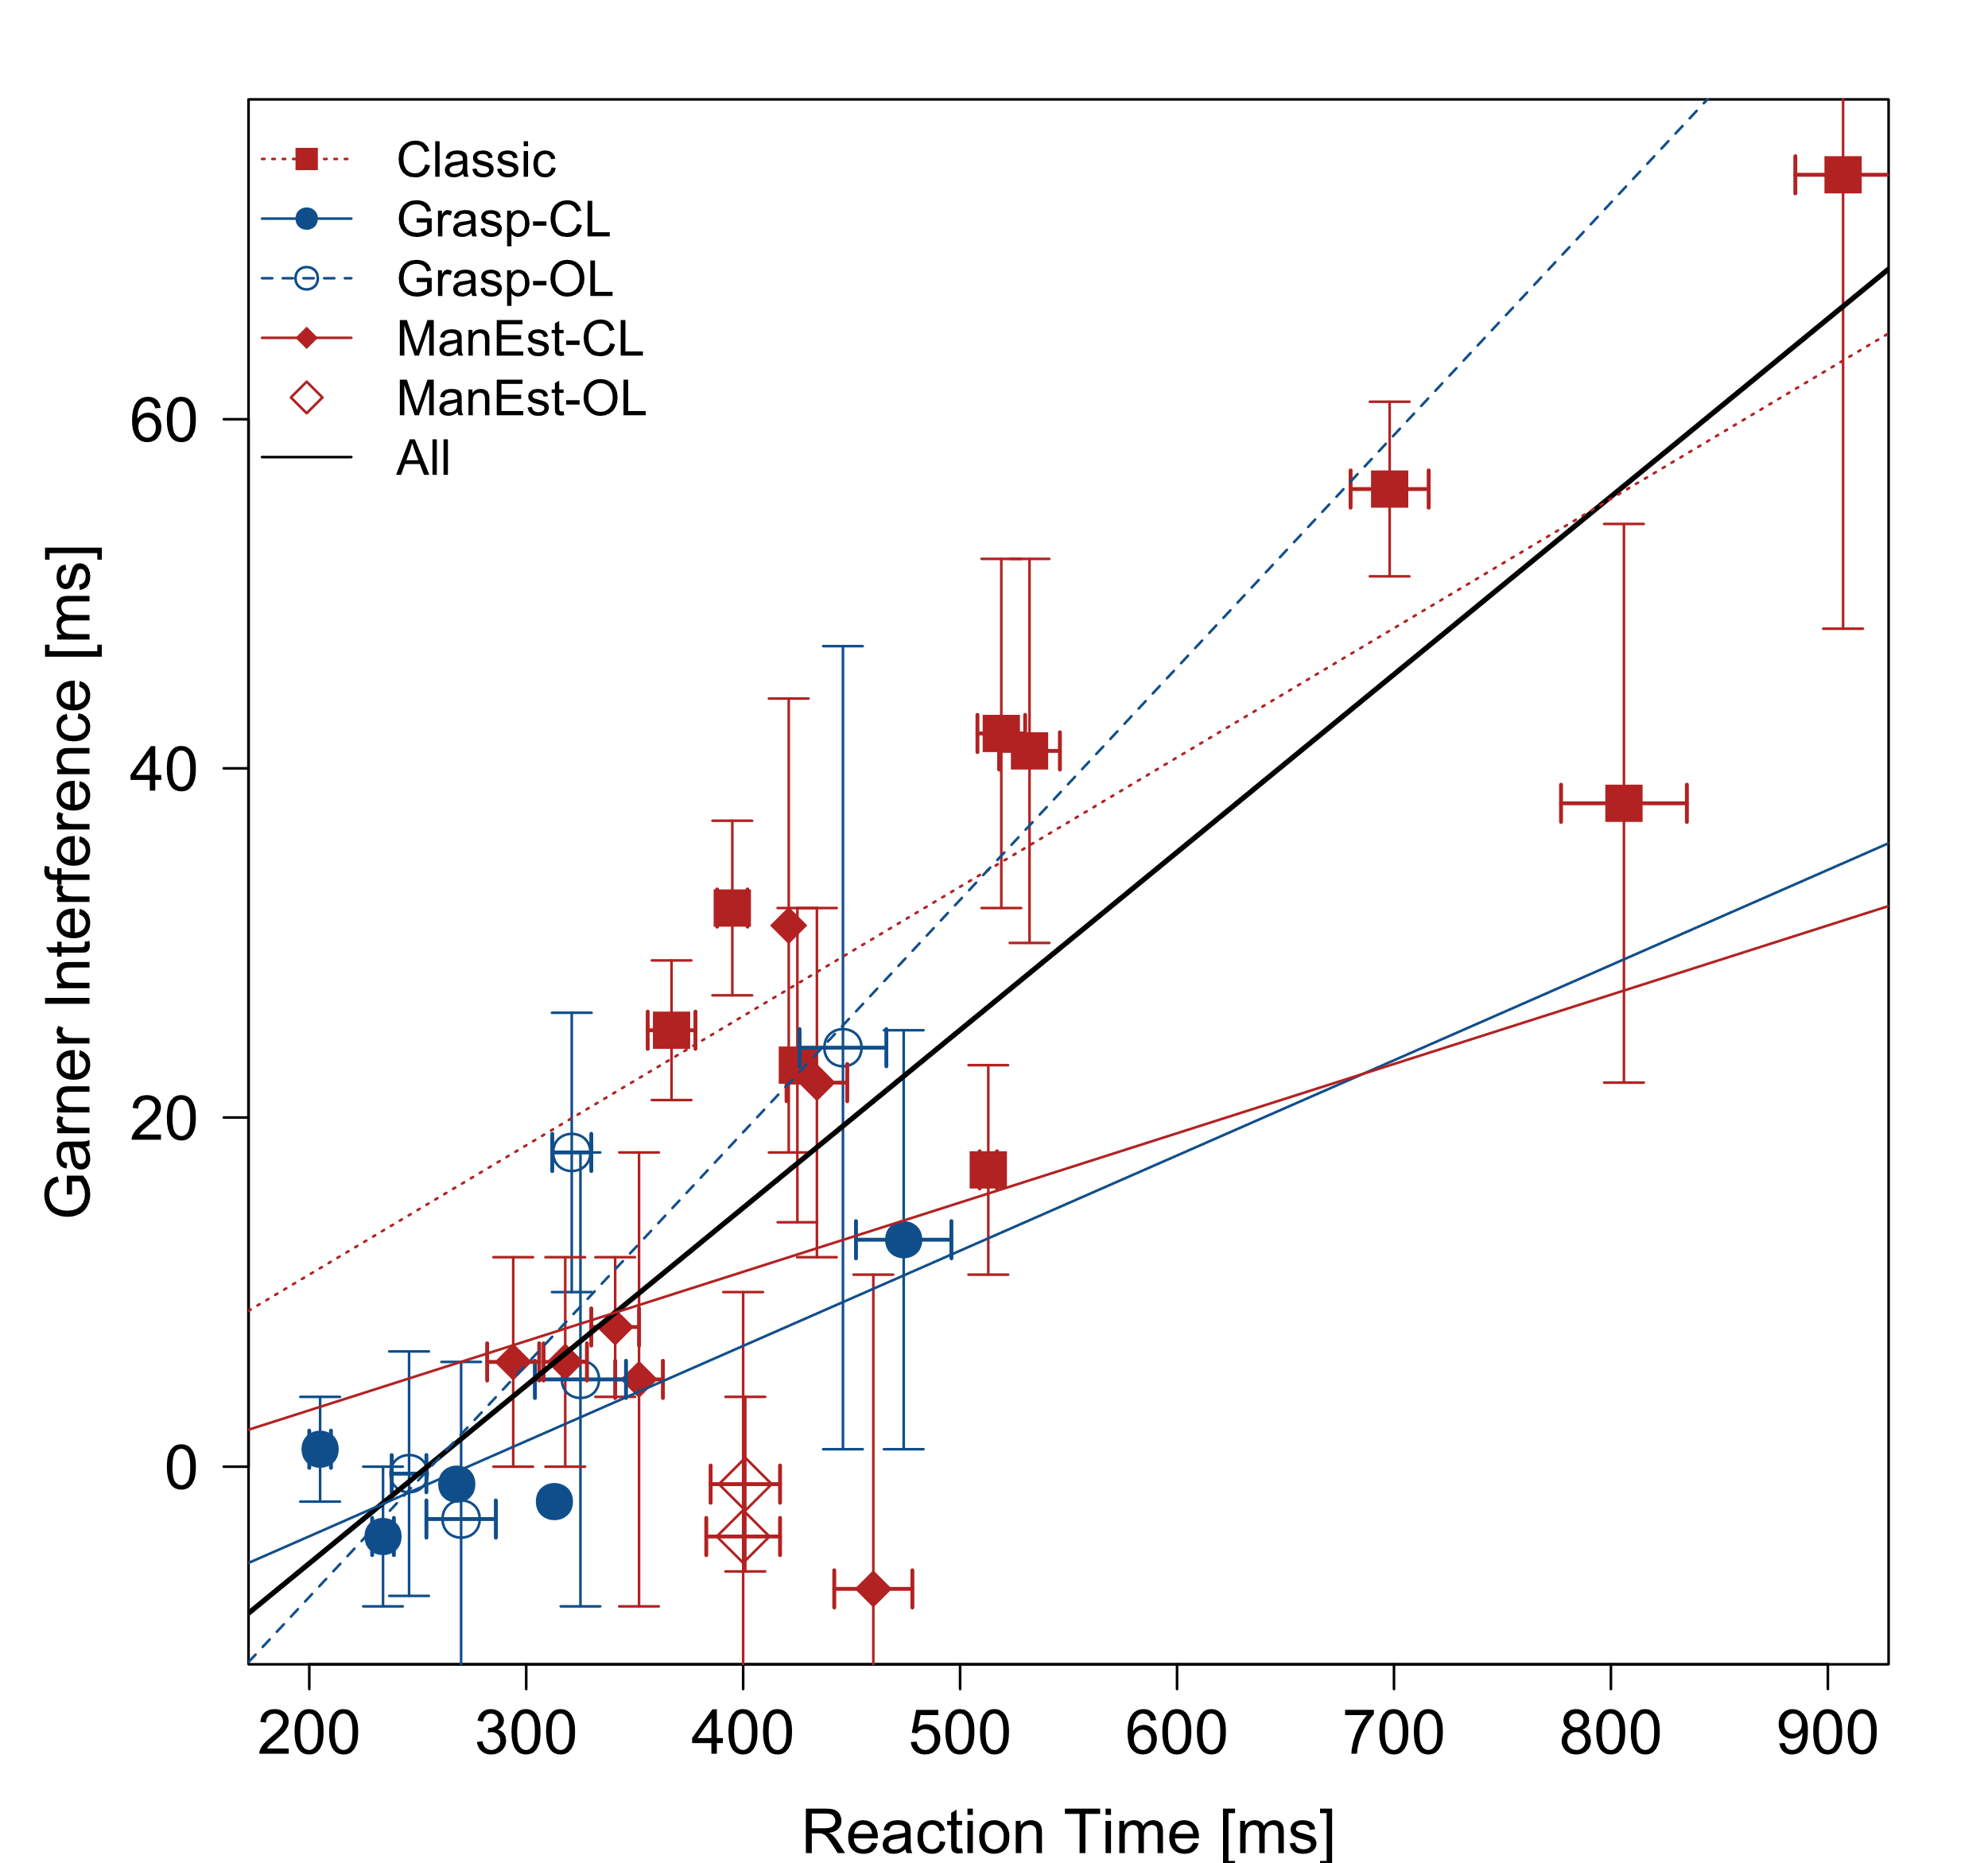 Classic
Grasp-CL
Grasp-OL
ManEst-CL
ManEst-OL
All
Garner Interference [ms]
60
40
20
0
200 300 400 500 600 700 800 900
Reaction Time [ms]